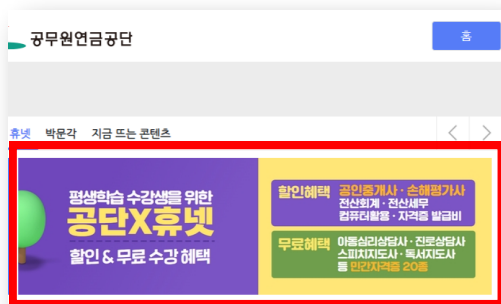 공무원연금공단
홈
휴넷 박문각 지금 뜨는 콘텐츠
평생학습 수강생을 위한
공단X휴넷
할인 & 무료 수강 혜택
할인혜택 공인중개사 · 손해평가사
전산회계 · 전산세무
컴퓨터활용 · 자격증 발급비
무료혜택 아동심리상담사 · 진로상담사
스피치지도사 · 독서지도사
등 민간자격증 20종